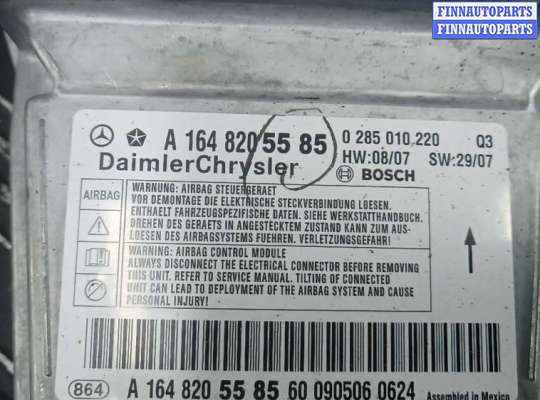 FINNAUTOPARTS
FINNAUTOPARTS
A 164 820 55 85 0 285 010 220 Q3
DaimlerChrysler HW:08/07 SW:29/07
BOSCH
AIRBAG
WARNUNG: AIRBAG STEUERGERAET
VOR DEMONTAGE DIE ELEKTRISCHE STECKVERBINDUNG LOESEN.
ENTHAELT FAHRZEUGSPEZIFISCHE DATEN. SIEHE WERKSTATTHANDBUCH.
DREHEN DES GERAETS IN ANGESTECKTEM ZUSTAND KANN ZUM AUS-
LOESEN DES AIRBAGSYSTEMS FUEHREN. VERLETZUNGSGEFAHR!
WARNING: AIRBAG CONTROL MODULE
ALWAYS DISCONNECT THE ELECTRICAL CONNECTOR BEFORE REMOVING
THIS UNIT. REFER TO SERVICE MANUAL. TILTING OF CONNECTED
UNIT CAN LEAD TO DEPLOYMENT OF THE AIRBAG SYSTEM AND CAUSE
PERSONAL INJURY!
864 A 164 820 55 85 60 090506 0624 Assembled in Mexico